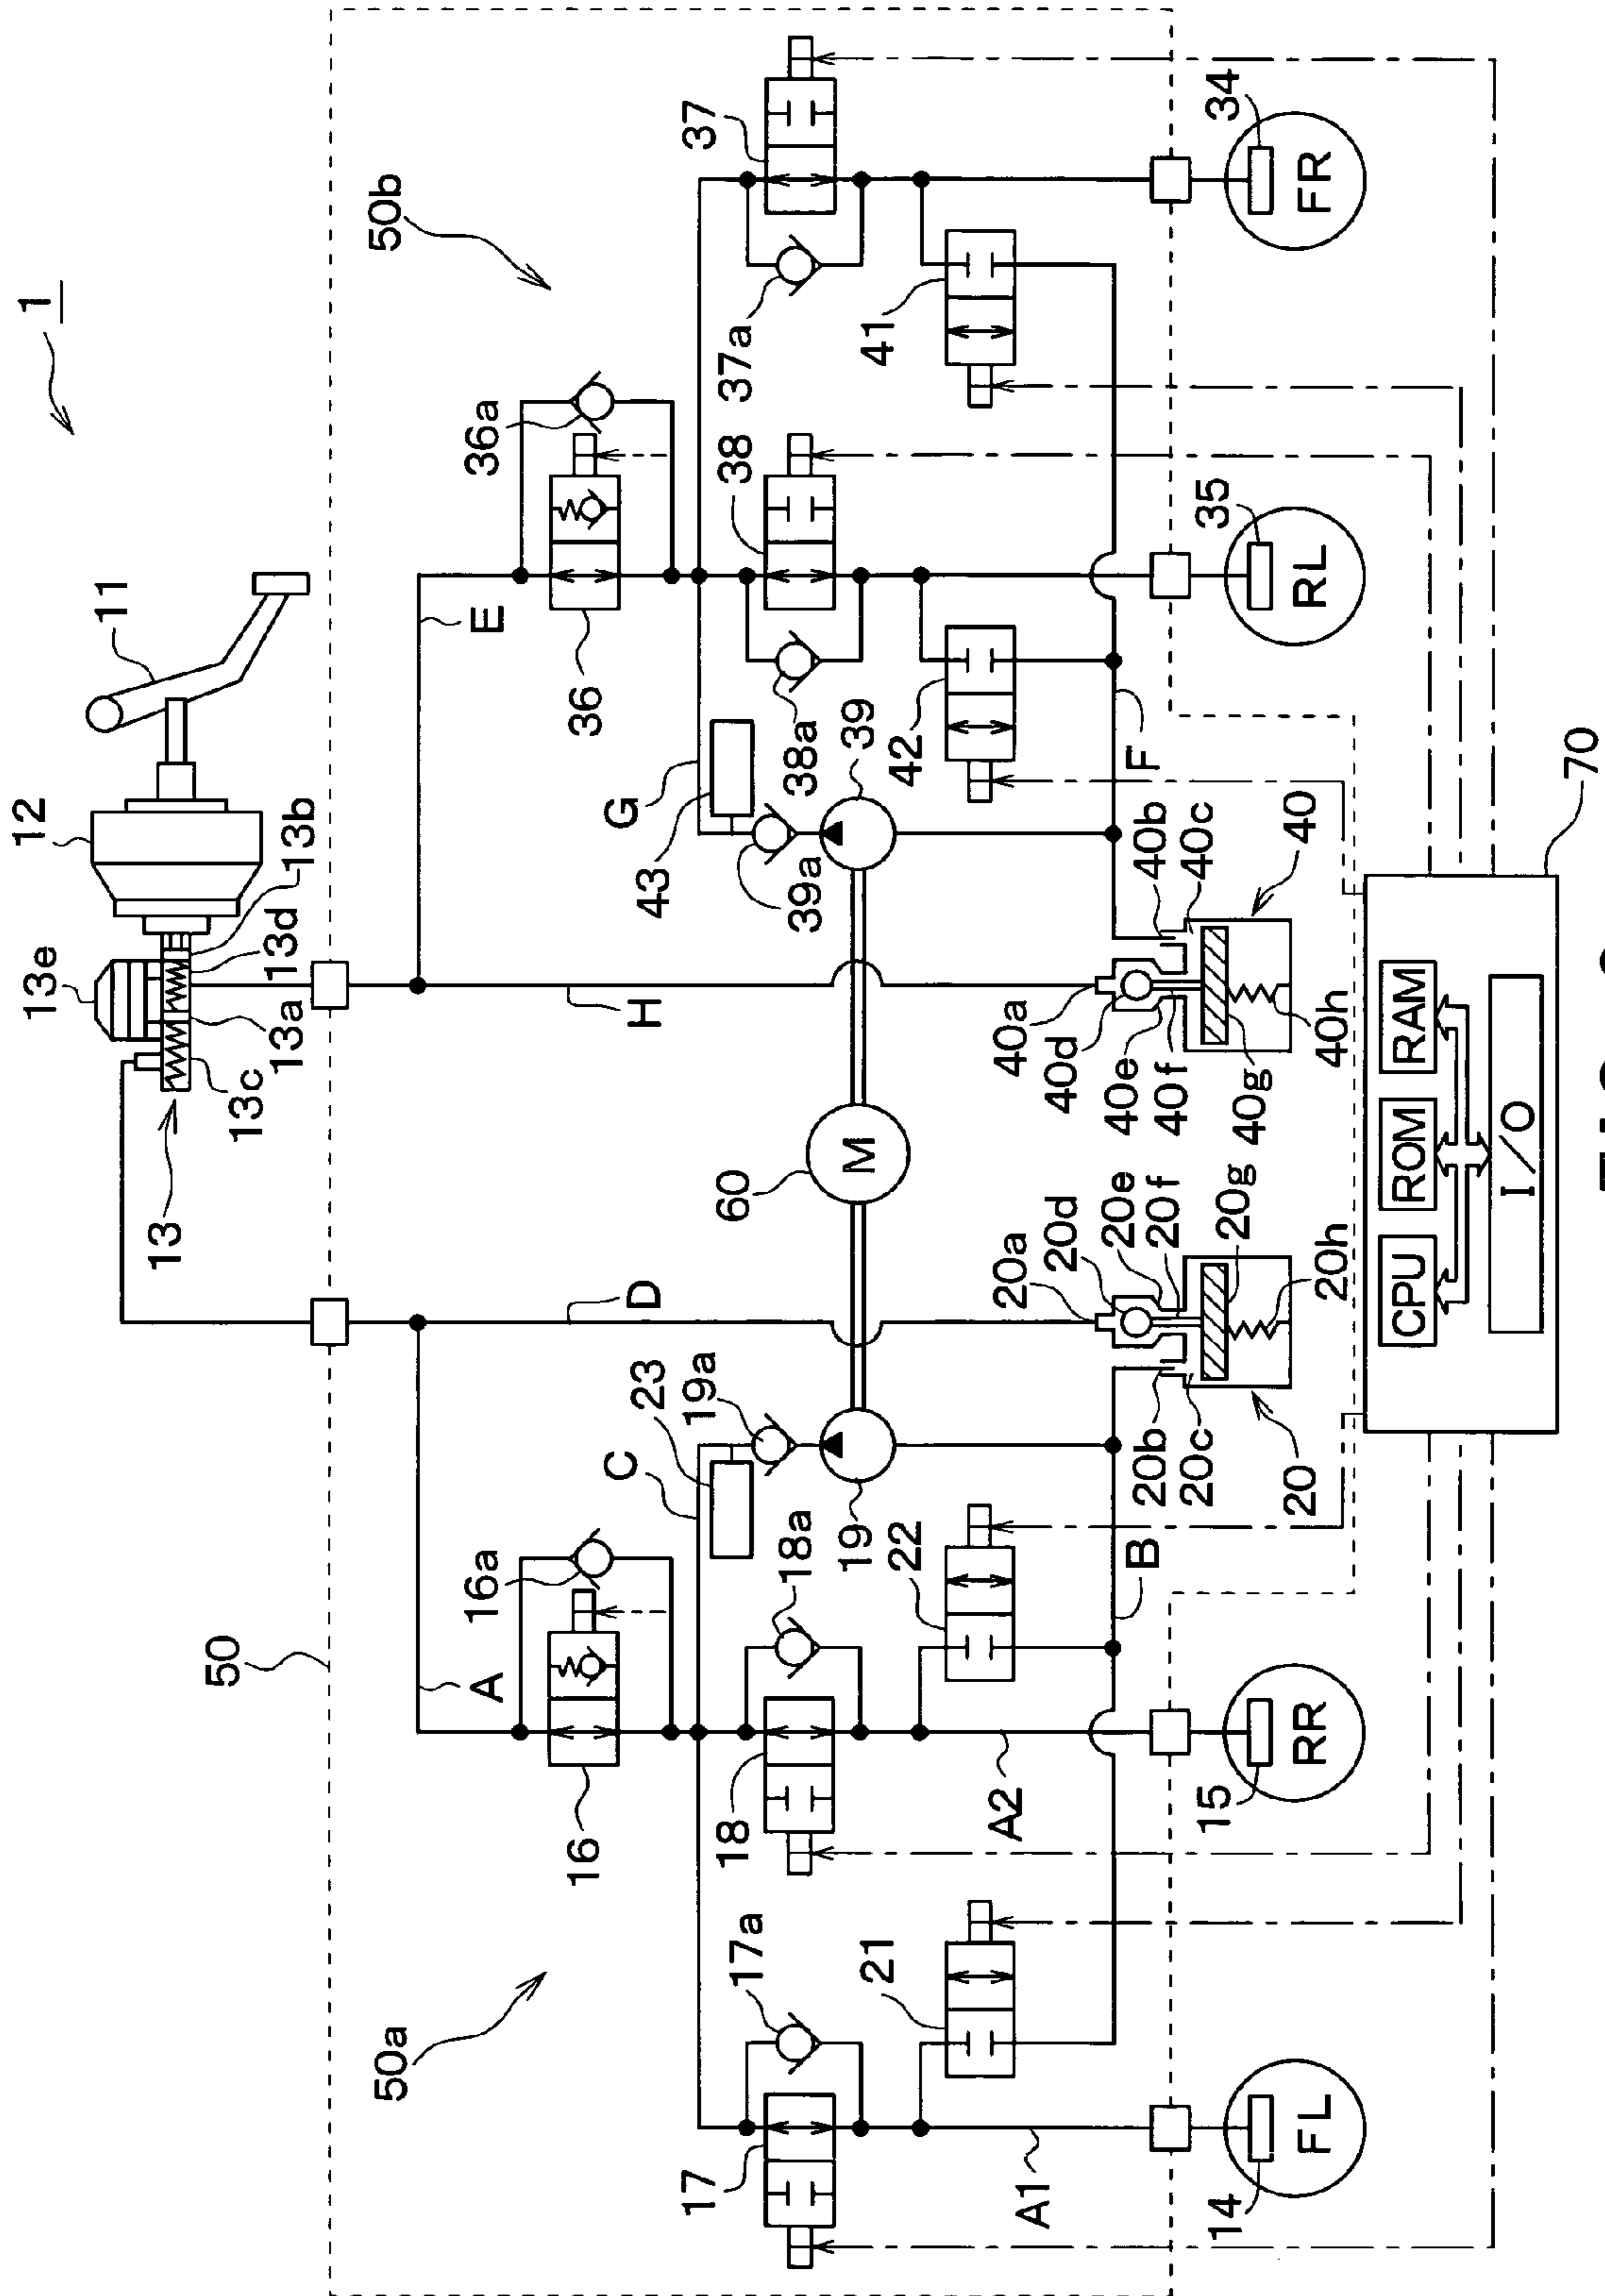 1
13e
12
11
13
13c
13a
13d
13b
50
50a
50b
A
16a
E
36a
16
36
C
D
H
G
23
43
17
17a
18
18a
19a
60
39a
38a
38
37a
37
M
21
22
19
39
42
41
A1
A2
B
20a
20d
20e
20f
20b
20c
20g
20h
20
40a
40d
40e
40f
40g
40h
40b
40c
40
F
14
FL
15
RR
35
RL
34
FR
70
CPU
ROM
RAM
I/O